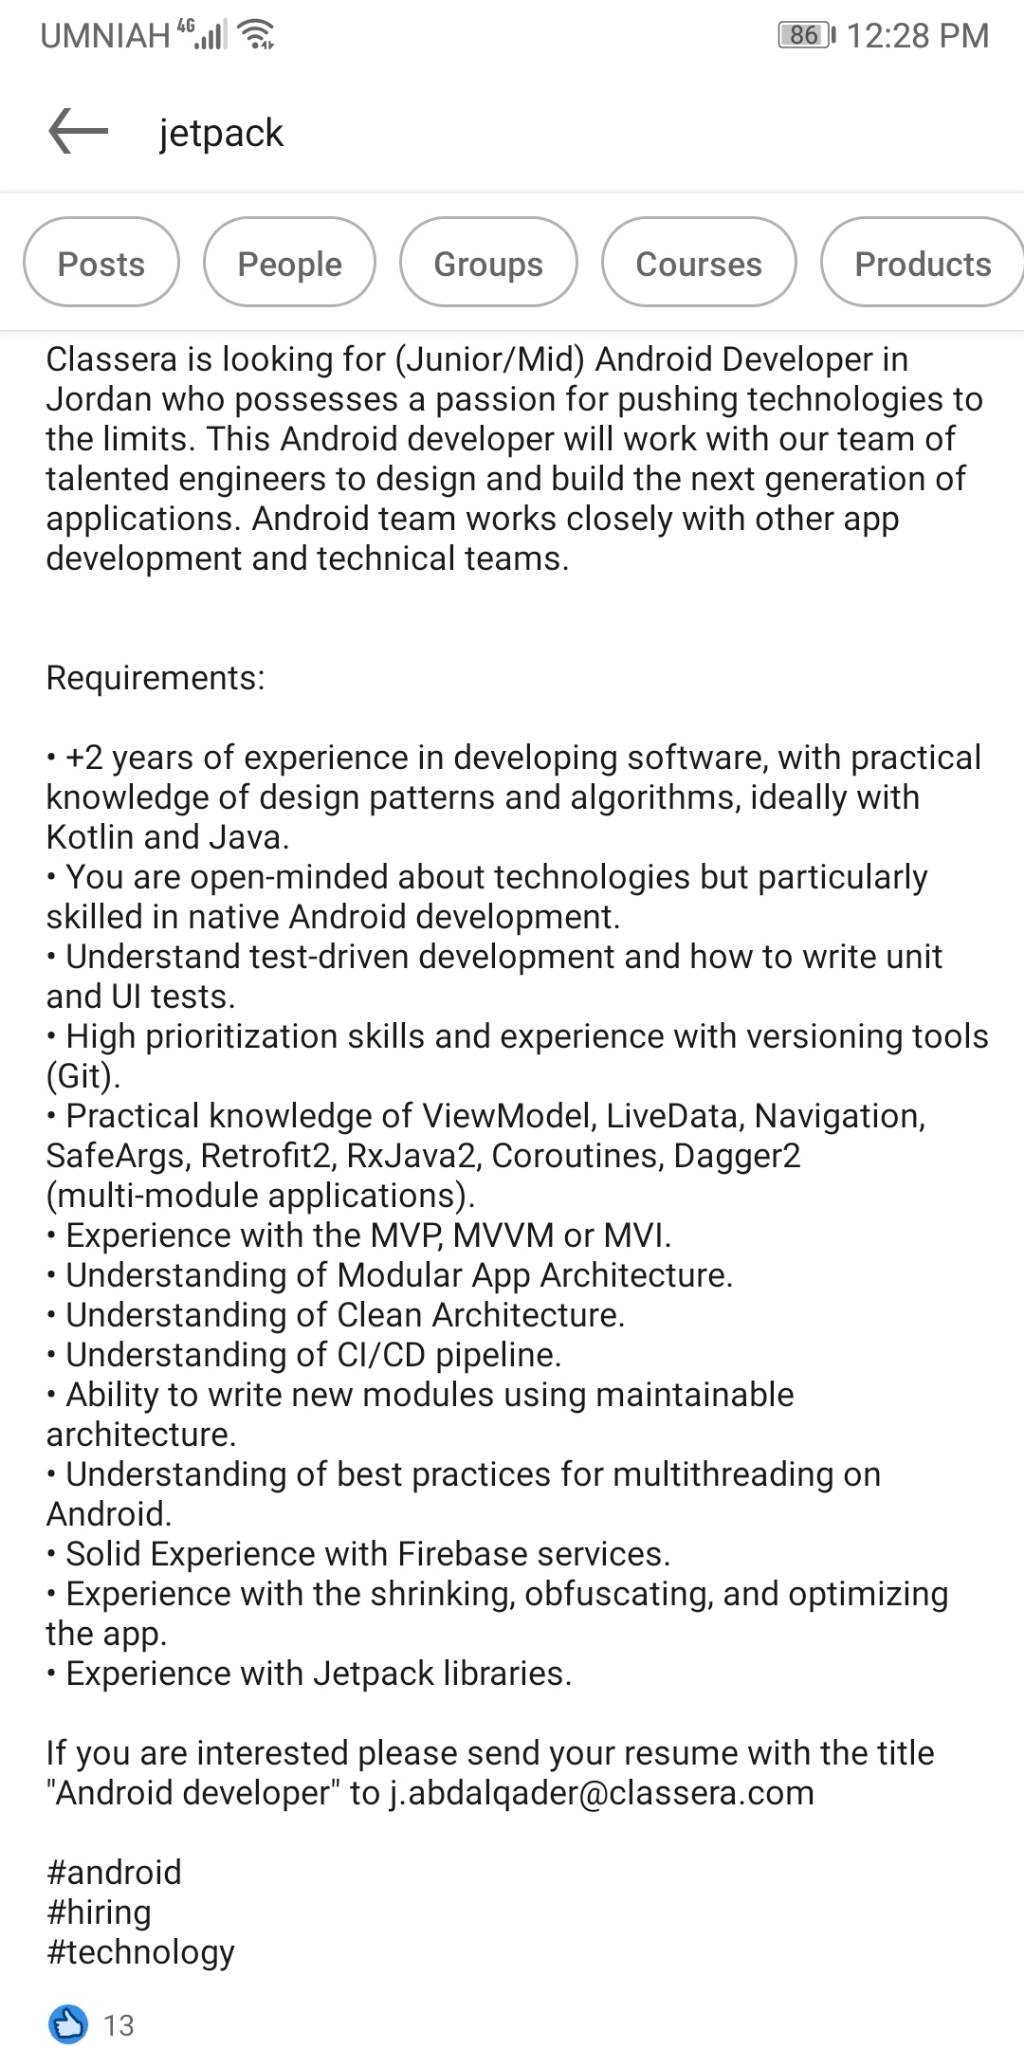 UMNIAH 4G 86 12:28 PM
jetpack
Posts People Groups Courses Products
Classera is looking for (Junior/Mid) Android Developer in
Jordan who possesses a passion for pushing technologies to
the limits. This Android developer will work with our team of
talented engineers to design and build the next generation of
applications. Android team works closely with other app
development and technical teams.
Requirements:
• +2 years of experience in developing software, with practical
knowledge of design patterns and algorithms, ideally with
Kotlin and Java.
• You are open-minded about technologies but particularly
skilled in native Android development.
• Understand test-driven development and how to write unit
and UI tests.
• High prioritization skills and experience with versioning tools
(Git).
• Practical knowledge of ViewModel, LiveData, Navigation,
SafeArgs, Retrofit2, RxJava2, Coroutines, Dagger2
(multi-module applications).
• Experience with the MVP, MVVM or MVI.
• Understanding of Modular App Architecture.
• Understanding of Clean Architecture.
• Understanding of CI/CD pipeline.
• Ability to write new modules using maintainable
architecture.
• Understanding of best practices for multithreading on
Android.
• Solid Experience with Firebase services.
• Experience with the shrinking, obfuscating, and optimizing
the app.
• Experience with Jetpack libraries.
If you are interested please send your resume with the title
"Android developer" to j.abdalqader@classera.com
#android
#hiring
#technology
13